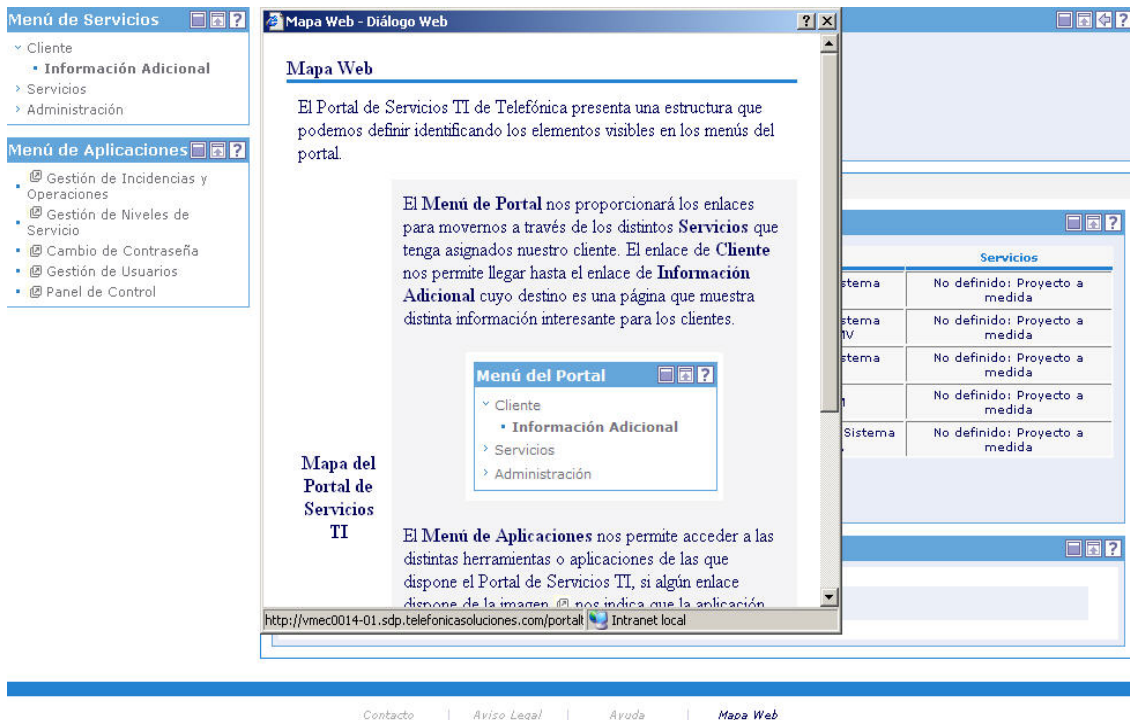 Menú de Servicios
Cliente
Información Adicional
Servicios
Administración
Menú de Aplicaciones
Gestión de Incidencias y
Operaciones
Gestión de Niveles de
Servicio
Cambio de Contraseña
Gestión de Usuarios
Panel de Control
Mapa Web - Diálogo Web
Mapa Web
El Portal de Servicios TI de Telefónica presenta una estructura que
podemos definir identificando los elementos visibles en los menús del
portal.
El Menú de Portal nos proporcionará los enlaces
para movernos a través de los distintos Servicios que
tenga asignados nuestro cliente. El enlace de Cliente
nos permite llegar hasta el enlace de Información
Adicional cuyo destino es una página que muestra
distinta información interesante para los clientes.
Menú del Portal
Cliente
Información Adicional
Servicios
Administración
Mapa del
Portal de
Servicios
TI
El Menú de Aplicaciones nos permite acceder a las
distintas herramientas o aplicaciones de las que
dispone el Portal de Servicios TI, si algún enlace
dispone de la imagen nos indica que la aplicación
http://vmec0014-01.sdp.telefonicasoluciones.com/portalt
Intranet local
Servicios
stema
No definido: Proyecto a
medida
stema
No definido: Proyecto a
medida
stema
No definido: Proyecto a
medida
No definido: Proyecto a
medida
Sistema
No definido: Proyecto a
medida
Contacto | Aviso Legal | Ayuda | Mapa Web